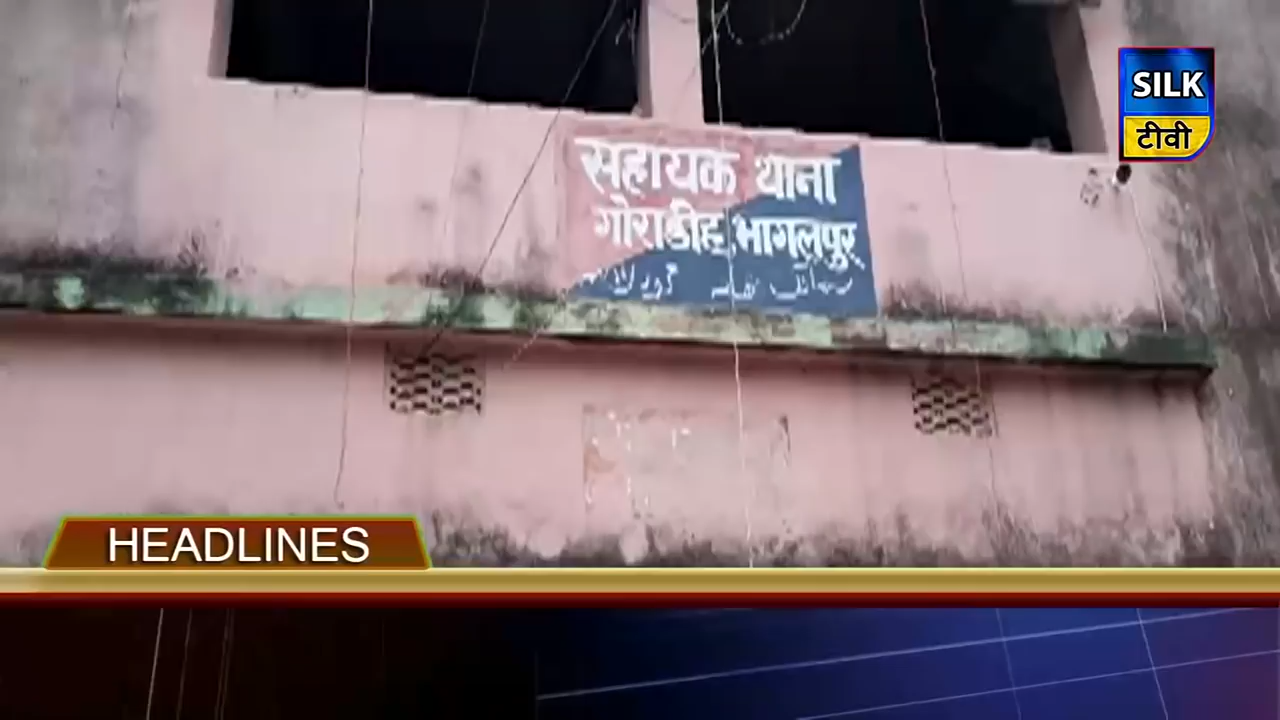 SILK
टीवी
सहायक थाना
गोराडीह, भागलपुर
HEADLINES